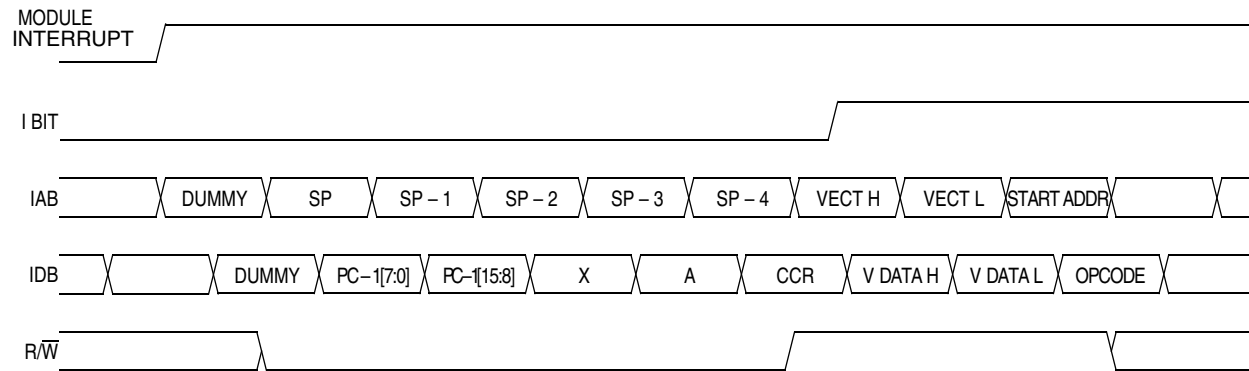 MODULE
INTERRUPT
I BIT
IAB DUMMY SP SP – 1 SP – 2 SP – 3 SP – 4 VECT H VECT L START ADDR
IDB DUMMY PC – 1[7:0] PC–1[15:8] X A CCR V DATA H V DATA L OPCODE
R/W̅